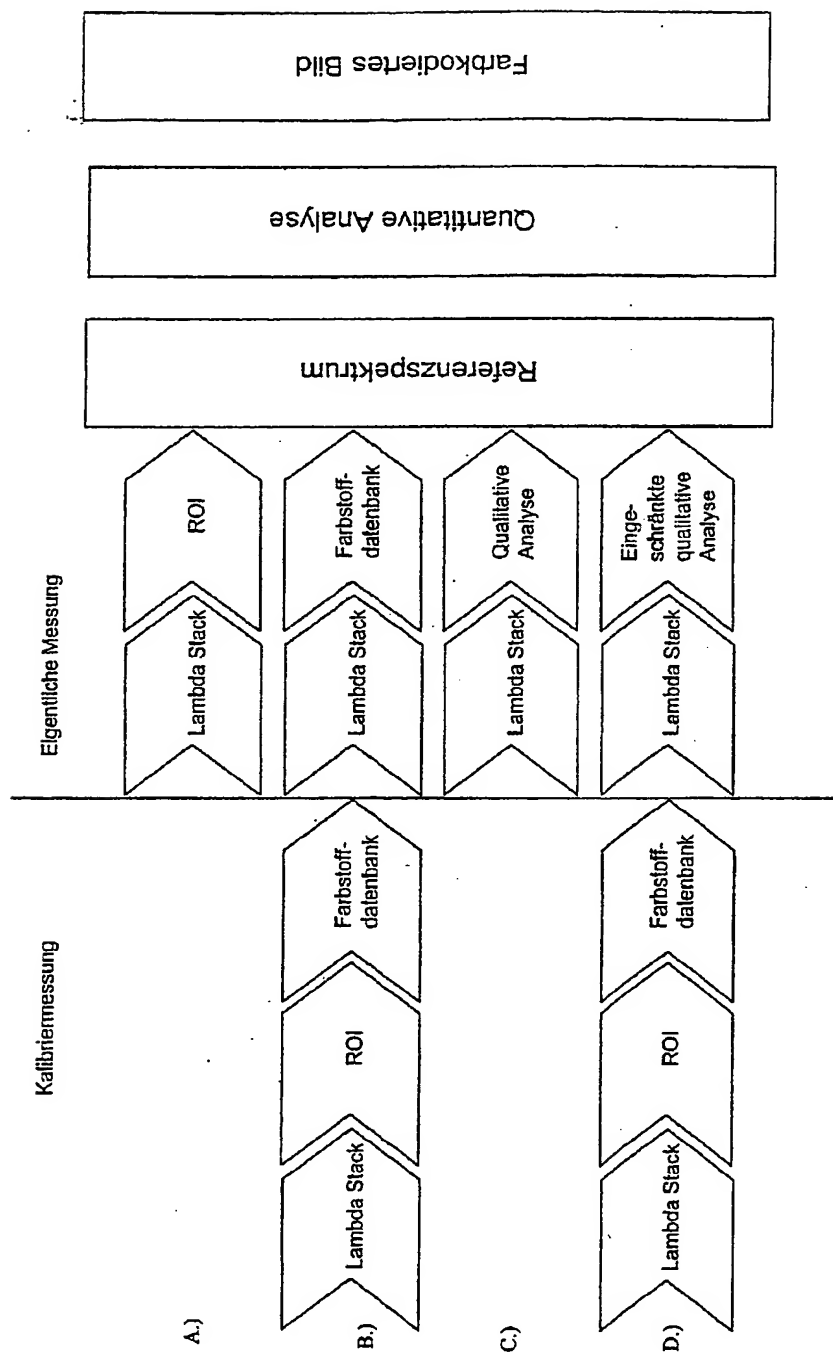 Kalibriermessung
Eigentliche Messung
A.)
Lambda Stack
ROI
B.)
Lambda Stack
ROI
Farbstoff-
datenbank
Lambda Stack
Farbstoff-
datenbank
C.)
Lambda Stack
Qualitative
Analyse
D.)
Lambda Stack
ROI
Farbstoff-
datenbank
Lambda Stack
Einge-
schränkte
qualitative
Analyse
Referenzspektrum
Quantitative Analyse
Farbkodiertes Bild